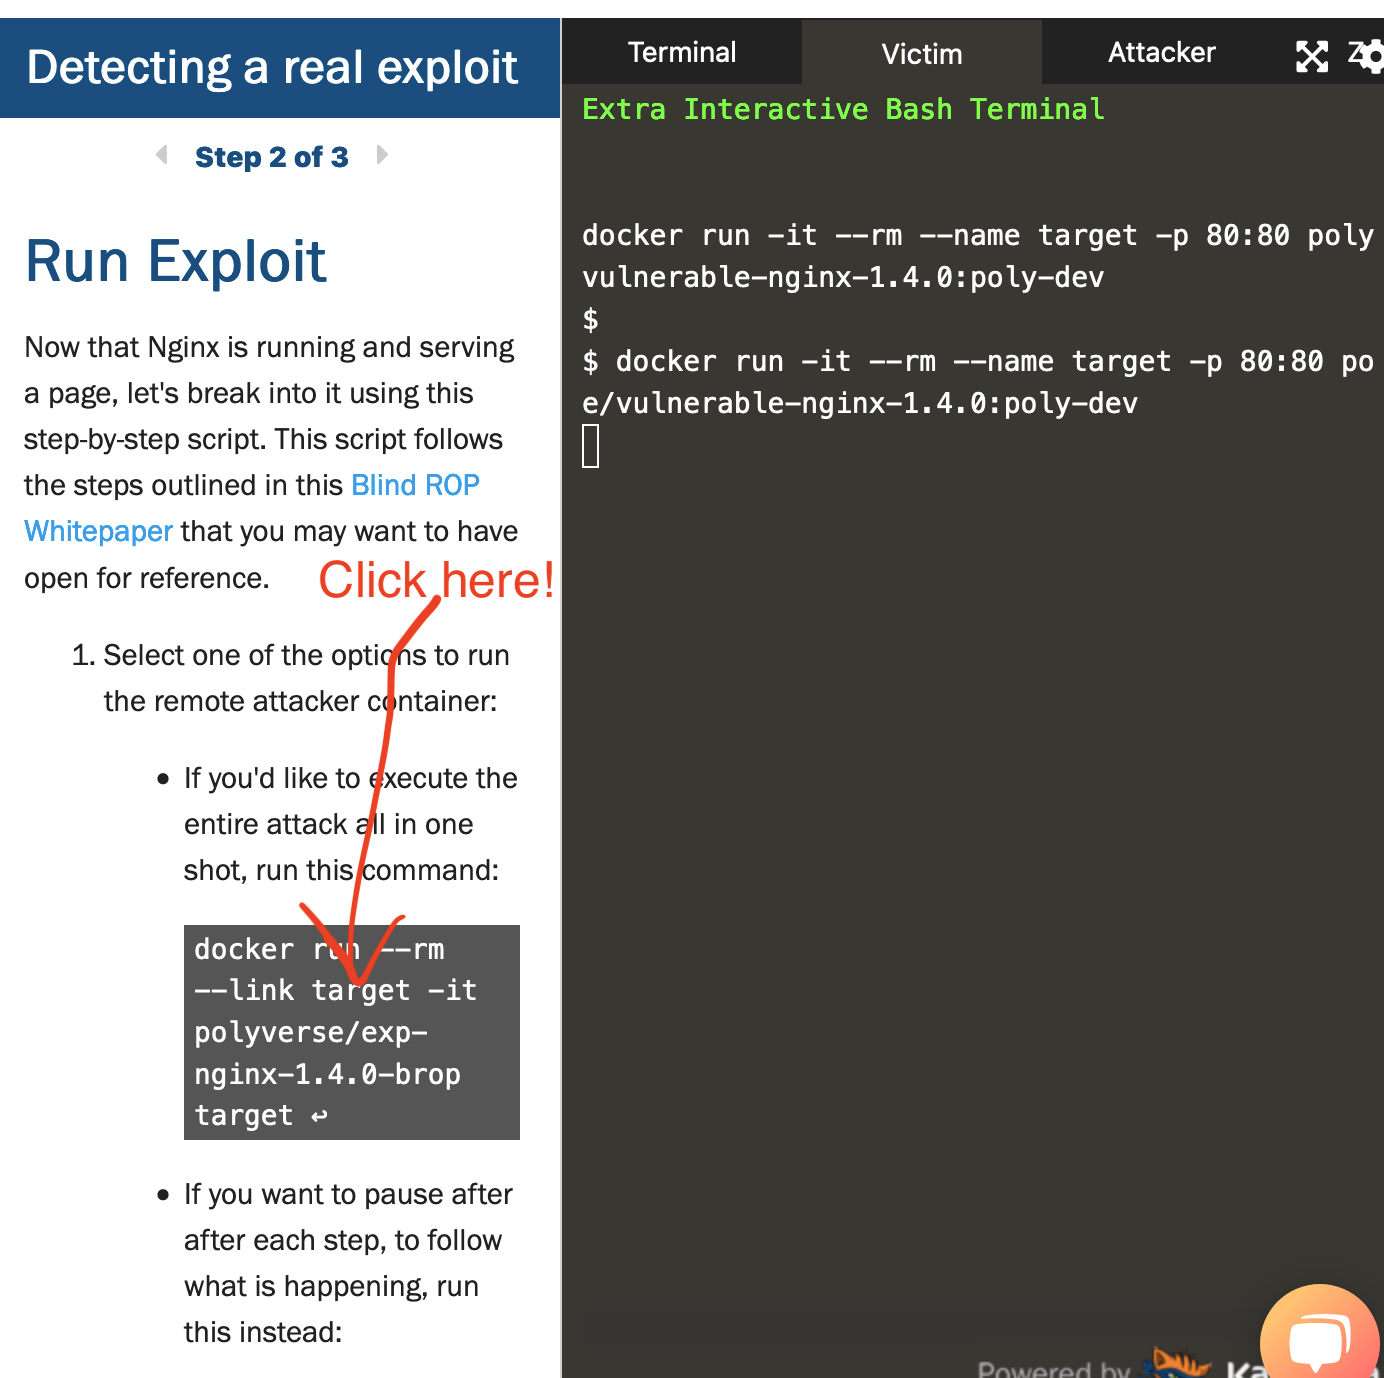 Detecting a real exploit
Step 2 of 3
Run Exploit
Now that Nginx is running and serving
a page, let's break into it using this
step-by-step script. This script follows
the steps outlined in this Blind ROP
Whitepaper that you may want to have
open for reference.
Click here!
1. Select one of the options to run
the remote attacker container:
• If you'd like to execute the
entire attack all in one
shot, run this command:
docker run --rm
--link target -it
polyverse/exp-
nginx-1.4.0-brop
target ↩
• If you want to pause after
after each step, to follow
what is happening, run
this instead:
Terminal
Victim
Attacker
Extra Interactive Bash Terminal
docker run -it --rm --name target -p 80:80 poly
vulnerable-nginx-1.4.0:poly-dev
$
$ docker run -it --rm --name target -p 80:80 po
e/vulnerable-nginx-1.4.0:poly-dev
Powered by